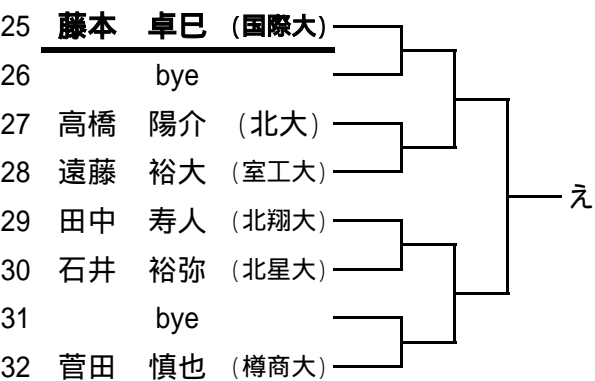 25 藤本 卓巳 (国際大)
26 bye
27 高橋 陽介 (北大)
28 遠藤 裕大 (室工大)
29 田中 寿人 (北翔大)
30 石井 裕弥 (北星大)
31 bye
32 菅田 慎也 (樽商大)
え